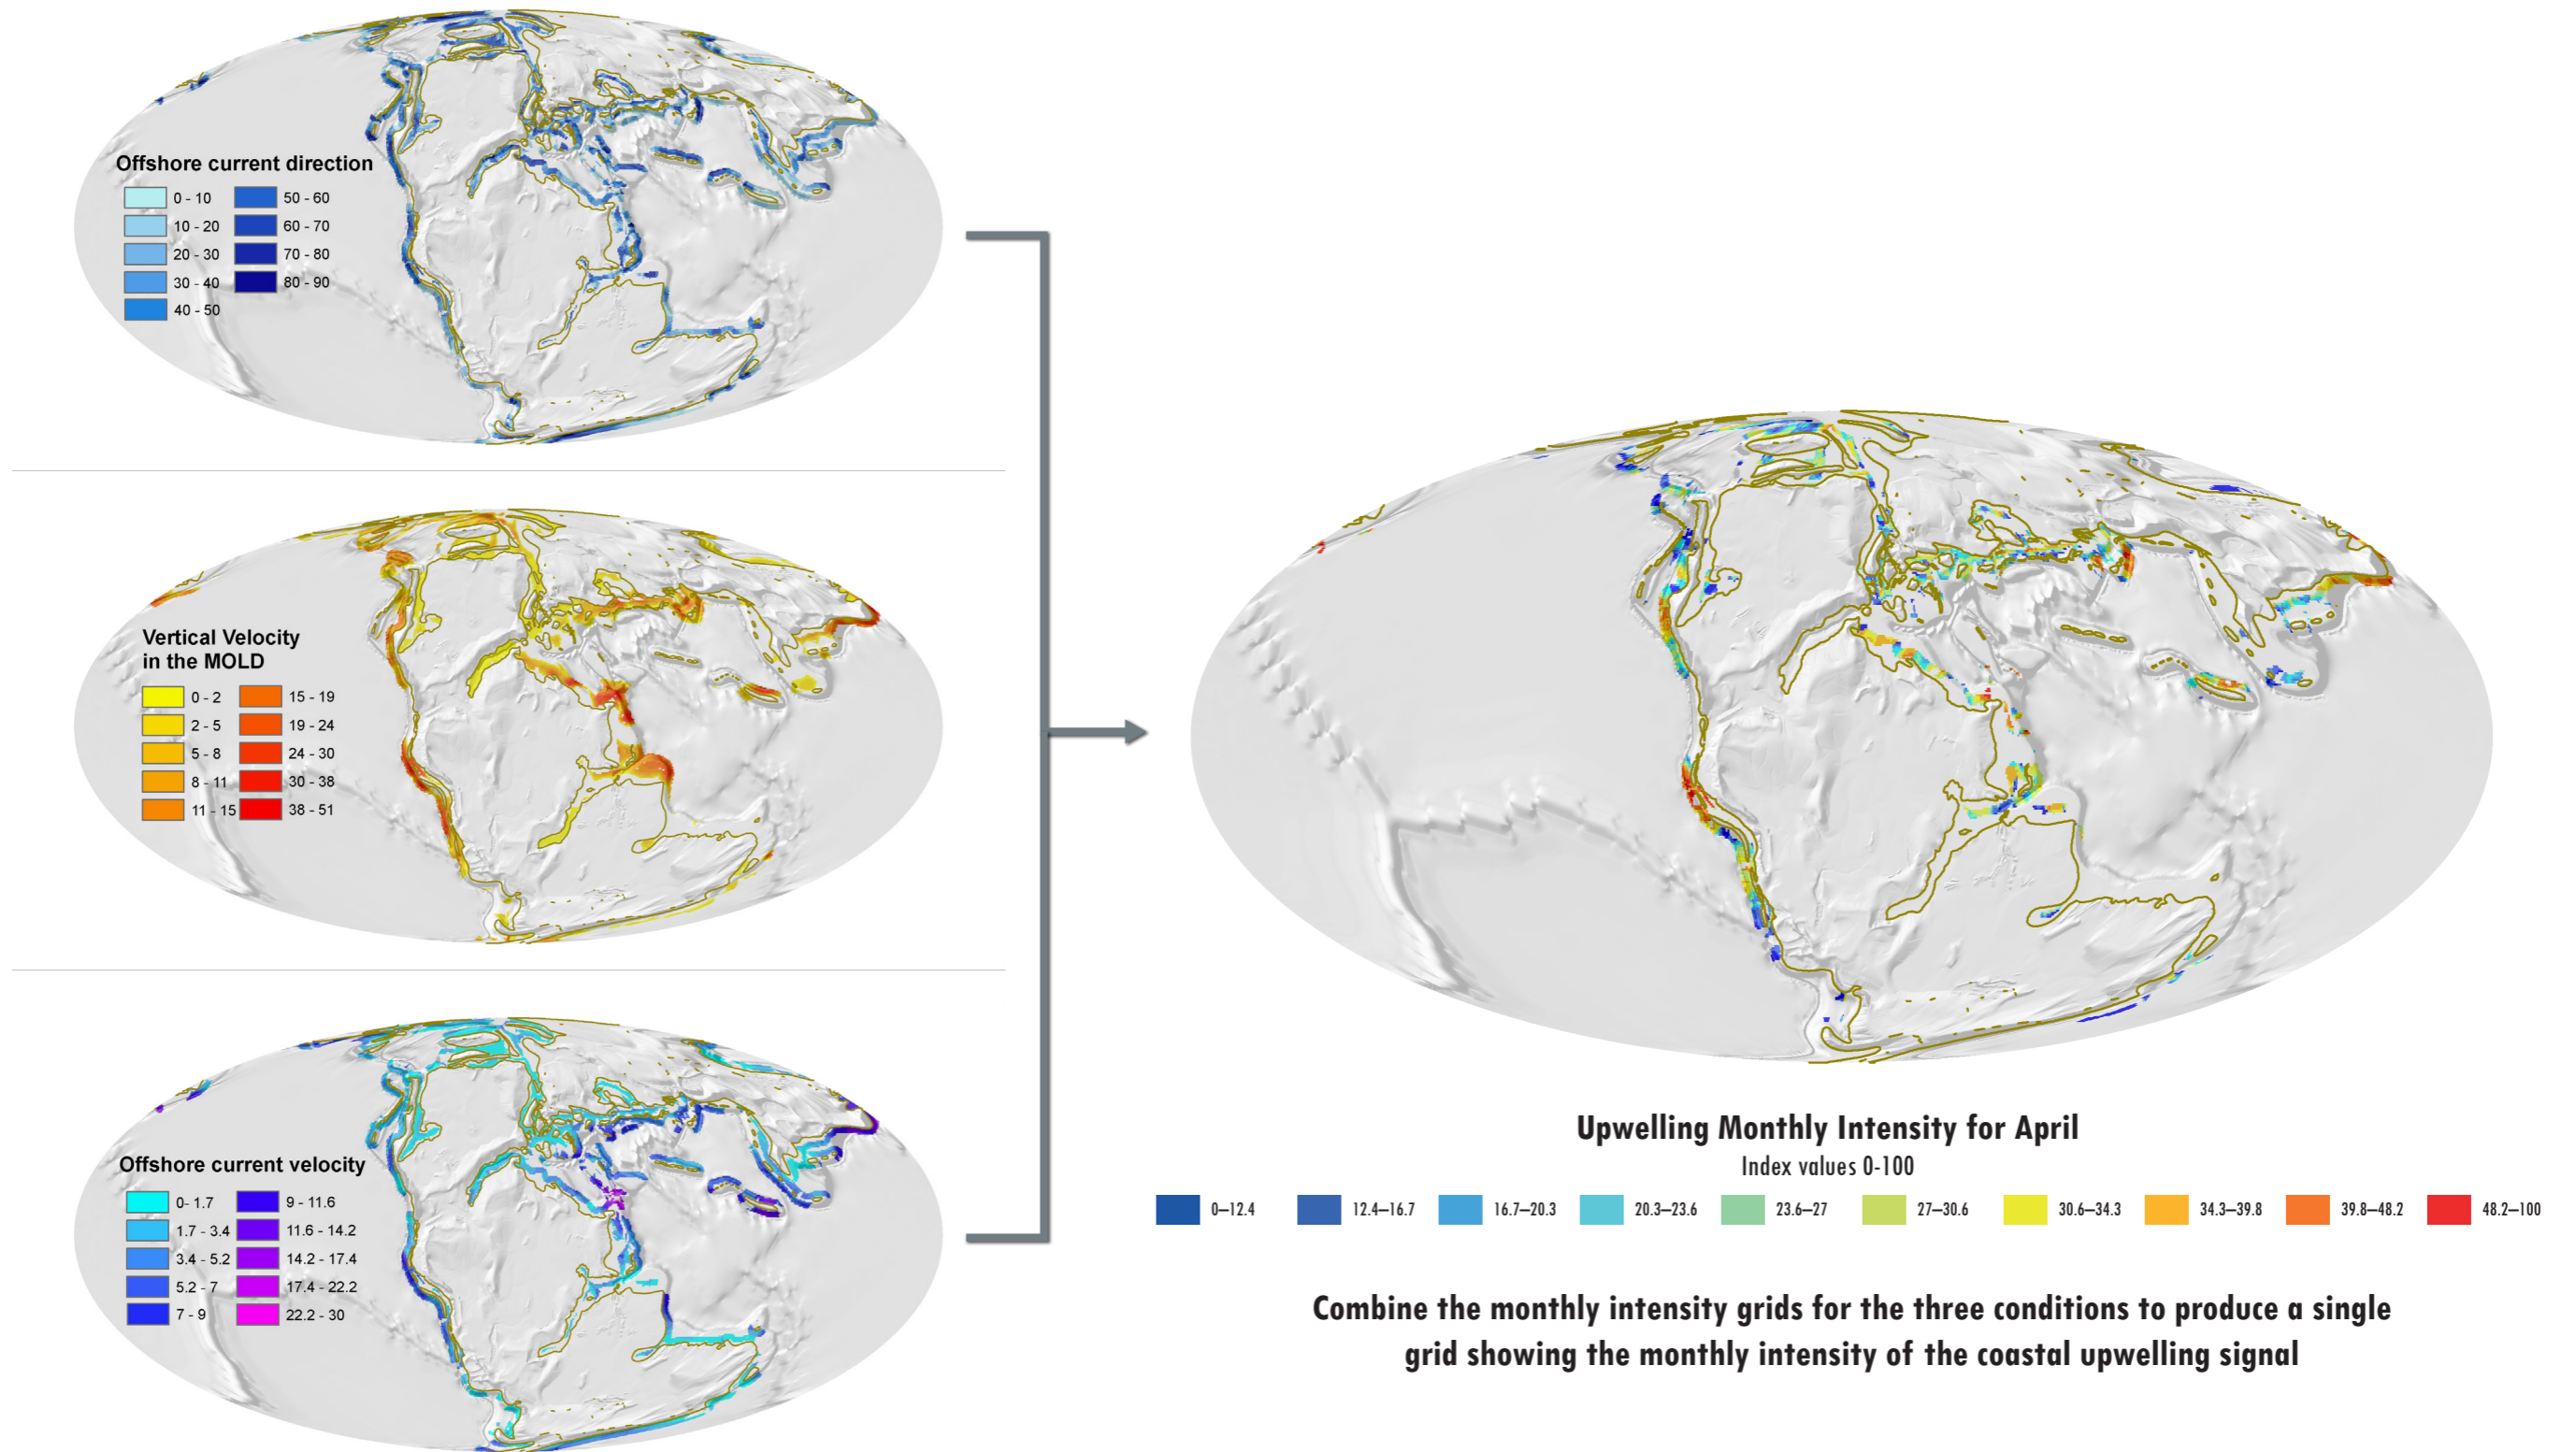 Offshore current direction
0 - 10
10 - 20
20 - 30
30 - 40
40 - 50
50 - 60
60 - 70
70 - 80
80 - 90
Vertical Velocity
in the MOLD
0 - 2
2 - 5
5 - 8
8 - 11
11 - 15
15 - 19
19 - 24
24 - 30
30 - 38
38 - 51
Offshore current velocity
0- 1.7
1.7 - 3.4
3.4 - 5.2
5.2 - 7
7 - 9
9 - 11.6
11.6 - 14.2
14.2 - 17.4
17.4 - 22.2
22.2 - 30
Upwelling Monthly Intensity for April
Index values 0-100
0–12.4 12.4–16.7 16.7–20.3 20.3–23.6 23.6–27 27–30.6 30.6–34.3 34.3–39.8 39.8–48.2 48.2–100
Combine the monthly intensity grids for the three conditions to produce a single
grid showing the monthly intensity of the coastal upwelling signal